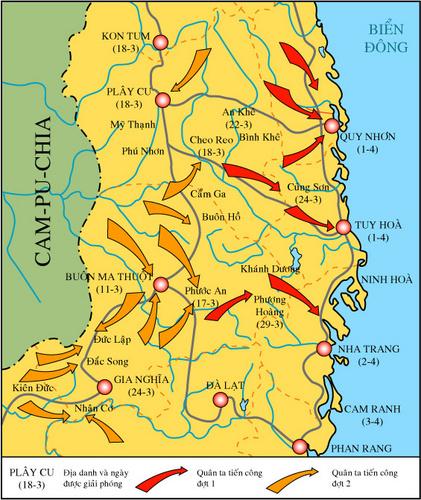 BIỂN
ĐÔNG
KON TUM
(18-3)
PLÂY CU
(18-3)
Mỹ Thạnh
Phú Nhơn
An Khê
(22-3)
Bình Khê
Cheo Reo
(18-3)
QUY NHƠN
(1-4)
CAM-PU-CHIA
Cẩm Ga
Củng Sơn
(24-3)
Buôn Hồ
TUY HOÀ
(1-4)
BUÔN MA THUỘT
(11-3)
Phước An
(17-3)
Khánh Dương
NINH HOÀ
Phượng
Hoàng
(29-3)
Đức Lập
Đắc Song
NHA TRANG
(2-4)
Kiên Đức
GIA NGHĨA
(24-3)
ĐÀ LẠT
Nhân Cơ
CAM RANH
(3-4)
PHAN RANG
PLÂY CU
(18-3)
Địa danh và ngày
được giải phóng
Quân ta tiến công
đợt 1
Quân ta tiến công
đợt 2